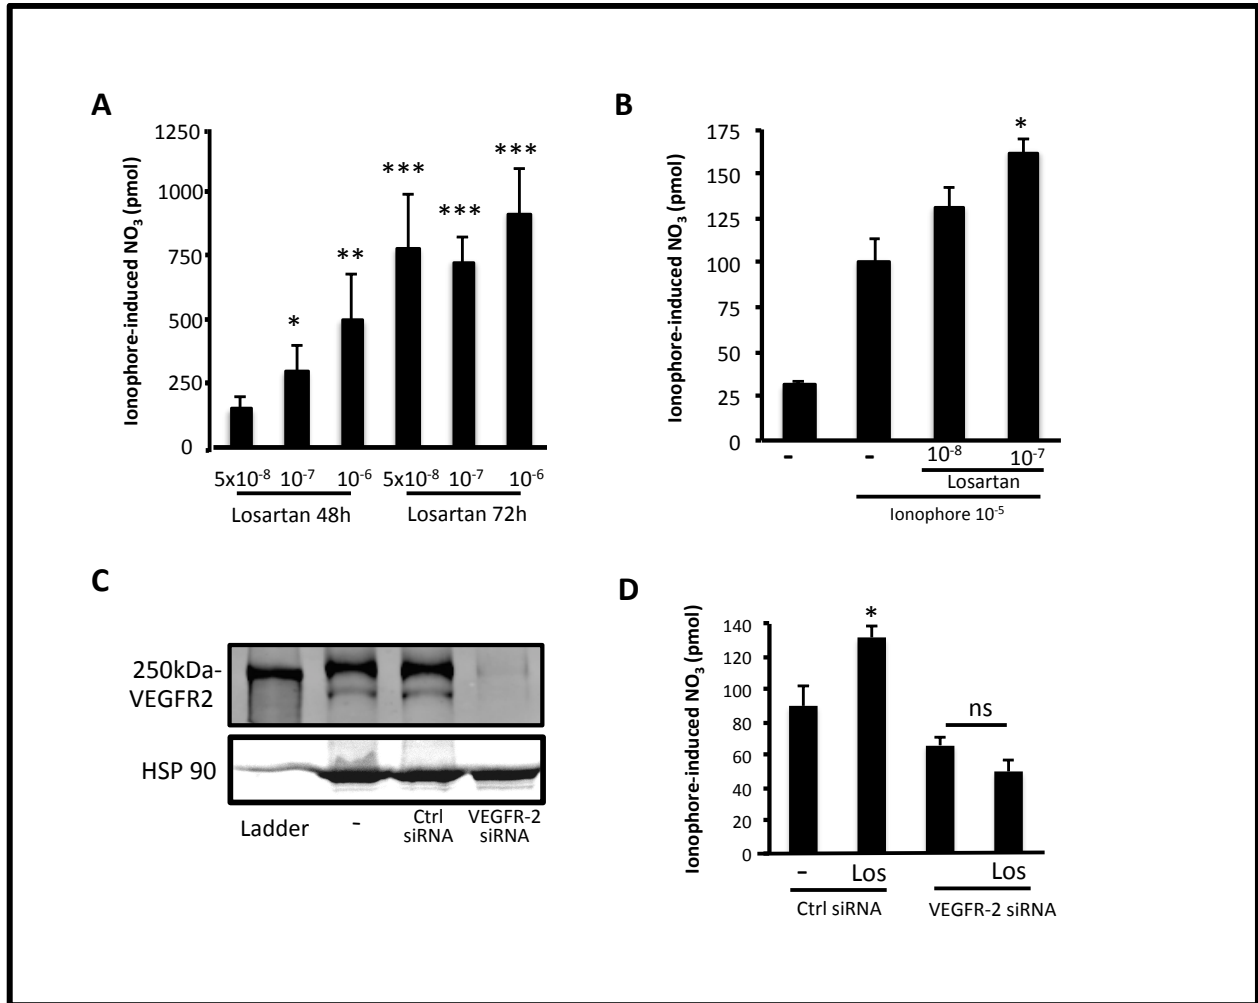 A
Ionophore-induced NO3 (pmol)
1250
1000
750
500
250
0
*
**
***
***
***
5x10-8 10-7 10-6 5x10-8 10-7 10-6
Losartan 48h Losartan 72h
B
Ionophore-induced NO3 (pmol)
175
150
125
100
75
50
25
0
*
- - 10-8 10-7
Losartan
Ionophore 10-5
C
250kDa-
VEGFR2
HSP 90
Ladder - Ctrl siRNA VEGFR-2 siRNA
D
Ionophore-induced NO3 (pmol)
140
120
100
80
60
40
20
0
*
ns
- Los Los
Ctrl siRNA VEGFR-2 siRNA